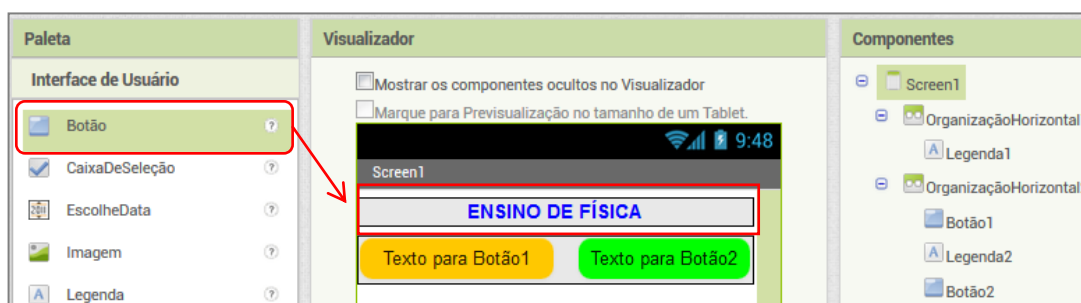 Paleta
Interface de Usuário
Botão ?
CaixaDeSeleção ?
EscolheData ?
Imagem ?
A Legenda ?
Visualizador
Mostrar os componentes ocultos no Visualizador
Marque para Previsualização no tamanho de um Tablet.
9:48
Screen1
ENSINO DE FÍSICA
Texto para Botão1 Texto para Botão2
Componentes
Screen1
OrganizaçãoHorizontal
A Legenda1
OrganizaçãoHorizontal
Botão1
A Legenda2
Botão2